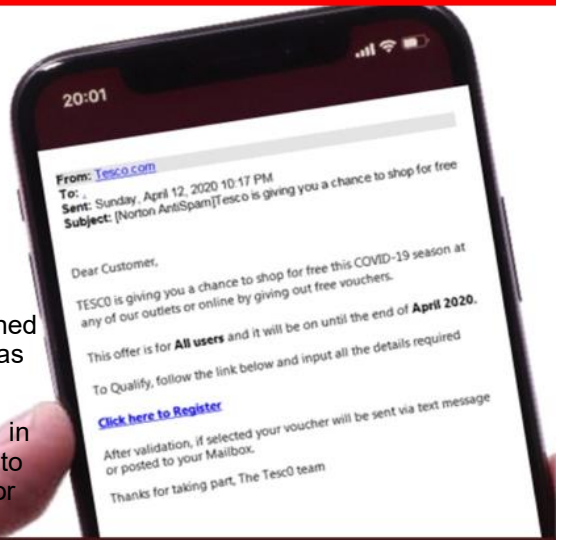 20:01
From: Tesco.com
To: .
Sent: Sunday, April 12, 2020 10:17 PM
Subject: [Norton AntiSpam]Tesco is giving you a chance to shop for free
Dear Customer,
TESC0 is giving you a chance to shop for free this COVID-19 season at
any of our outlets or online by giving out free vouchers.
This offer is for All users and it will be on until the end of April 2020.
To Qualify, follow the link below and input all the details required
Click here to Register
After validation, if selected your voucher will be sent via text message
or posted to your Mailbox.
Thanks for taking part, The Tesc0 team
as
in
to